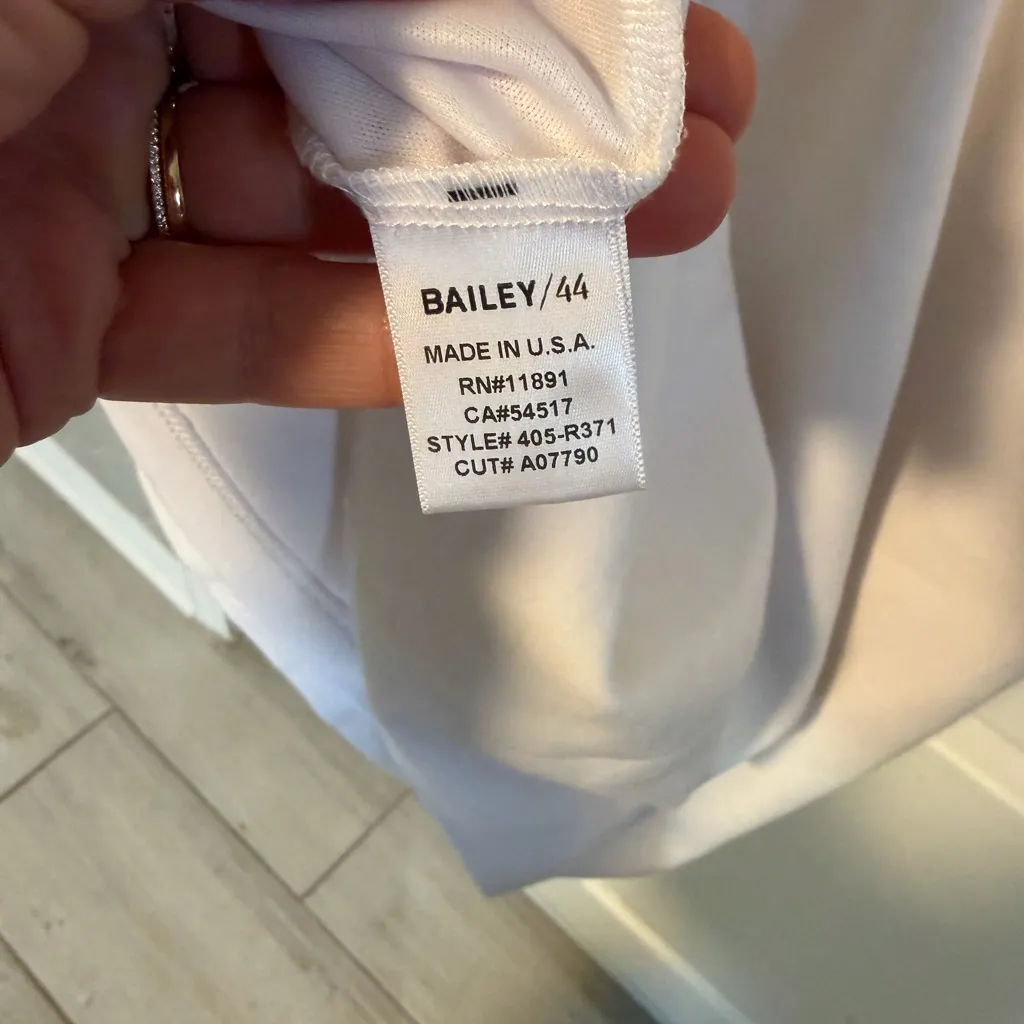 BAILEY/44
MADE IN U.S.A.
RN#11891
CA#54517
STYLE# 405-R371
CUT# A07790